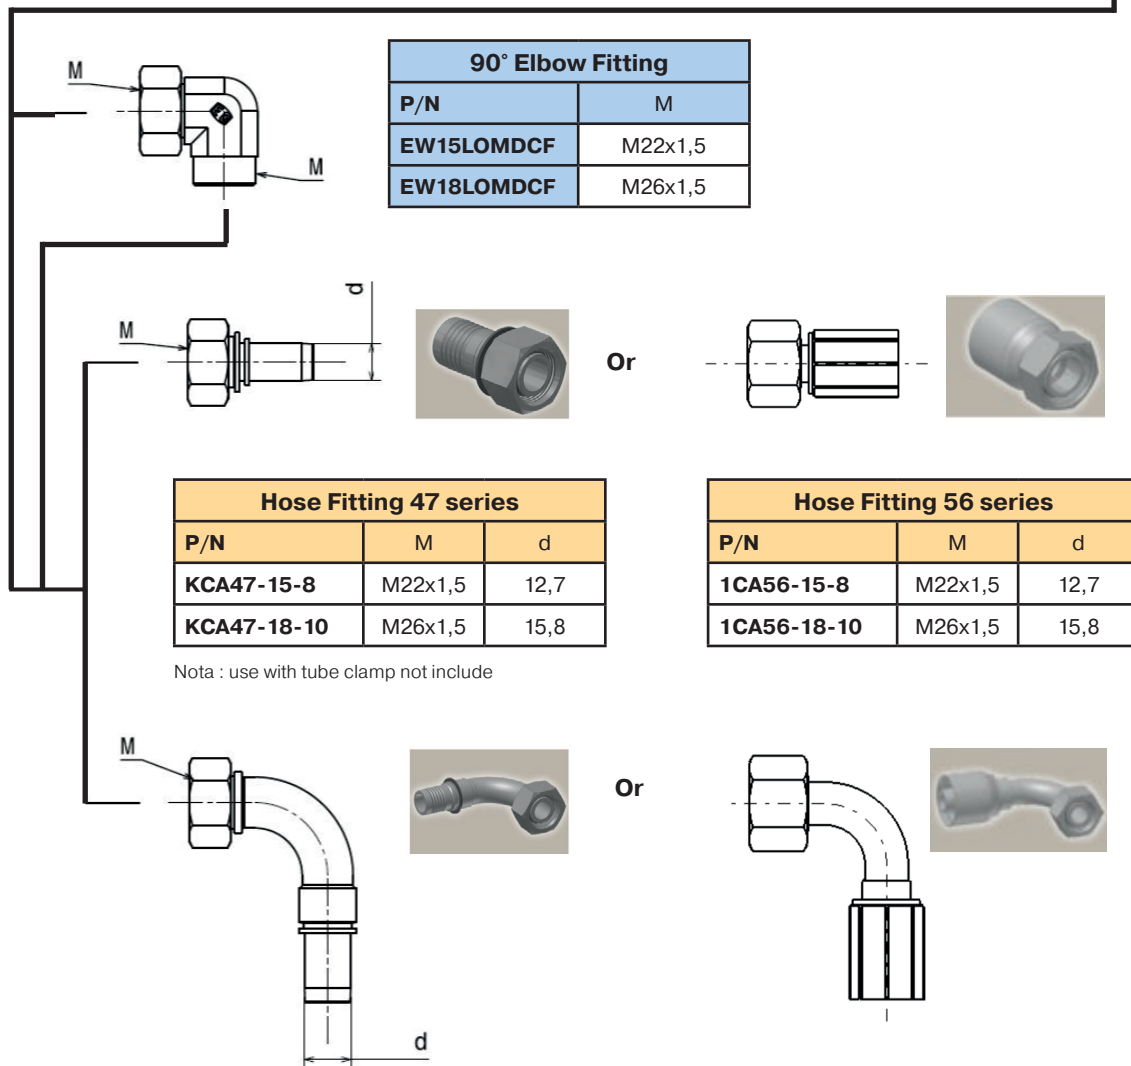 90° Elbow Fitting
P/N M
EW15LOMDCF M22x1,5
EW18LOMDCF M26x1,5
M
M
d
M
Or
Hose Fitting 47 series
P/N M d
KCA47-15-8 M22x1,5 12,7
KCA47-18-10 M26x1,5 15,8
Nota : use with tube clamp not include
Hose Fitting 56 series
P/N M d
1CA56-15-8 M22x1,5 12,7
1CA56-18-10 M26x1,5 15,8
M
Or
d